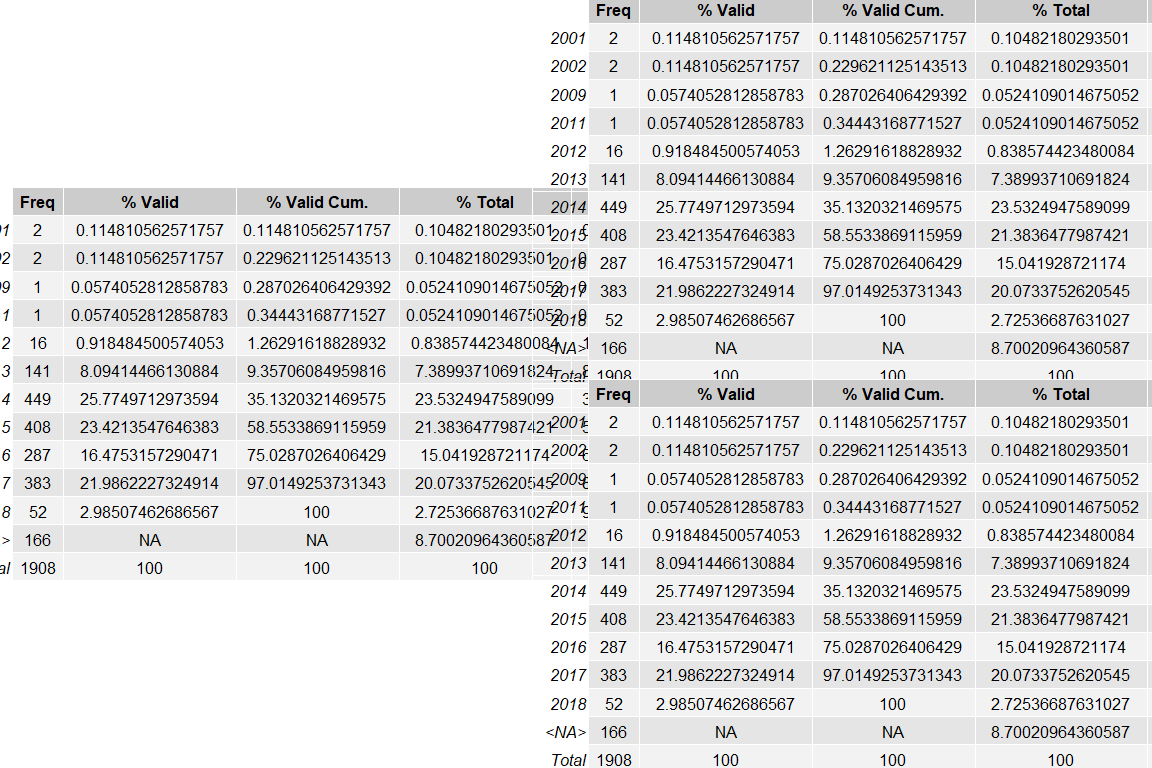 Freq % Valid % Valid Cum. % Total
1 2 0.114810562571757 0.114810562571757 0.10482180293501
2 2 0.114810562571757 0.229621125143513 0.10482180293501
9 1 0.0574052812858783 0.287026406429392 0.0524109014675052
1 1 0.0574052812858783 0.34443168771527 0.0524109014675052
2 16 0.918484500574053 1.26291618828932 0.838574423480084
3 141 8.09414466130884 9.35706084959816 7.38993710691824
4 449 25.7749712973594 35.1320321469575 23.5324947589099
5 408 23.4213547646383 58.5533869115959 21.3836477987421
6 287 16.4753157290471 75.0287026406429 15.041928721174
7 383 21.9862227324914 97.0149253731343 20.0733752620545
8 52 2.98507462686567 100 2.72536687631027
> 166 NA NA 8.70020964360587
al 1908 100 100 100
Freq % Valid % Valid Cum. % Total
2001 2 0.114810562571757 0.114810562571757 0.10482180293501
2002 2 0.114810562571757 0.229621125143513 0.10482180293501
2009 1 0.0574052812858783 0.287026406429392 0.0524109014675052
2011 1 0.0574052812858783 0.34443168771527 0.0524109014675052
2012 16 0.918484500574053 1.26291618828932 0.838574423480084
2013 141 8.09414466130884 9.35706084959816 7.38993710691824
2014 449 25.7749712973594 35.1320321469575 23.5324947589099
2015 408 23.4213547646383 58.5533869115959 21.3836477987421
2016 287 16.4753157290471 75.0287026406429 15.041928721174
2017 383 21.9862227324914 97.0149253731343 20.0733752620545
2018 52 2.98507462686567 100 2.72536687631027
<NA> 166 NA NA 8.70020964360587
Total 1908 100 100 100
Freq % Valid % Valid Cum. % Total
2001 2 0.114810562571757 0.114810562571757 0.10482180293501
2002 2 0.114810562571757 0.229621125143513 0.10482180293501
2009 1 0.0574052812858783 0.287026406429392 0.0524109014675052
2011 1 0.0574052812858783 0.34443168771527 0.0524109014675052
2012 16 0.918484500574053 1.26291618828932 0.838574423480084
2013 141 8.09414466130884 9.35706084959816 7.38993710691824
2014 449 25.7749712973594 35.1320321469575 23.5324947589099
2015 408 23.4213547646383 58.5533869115959 21.3836477987421
2016 287 16.4753157290471 75.0287026406429 15.041928721174
2017 383 21.9862227324914 97.0149253731343 20.0733752620545
2018 52 2.98507462686567 100 2.72536687631027
<NA> 166 NA NA 8.70020964360587
Total 1908 100 100 100